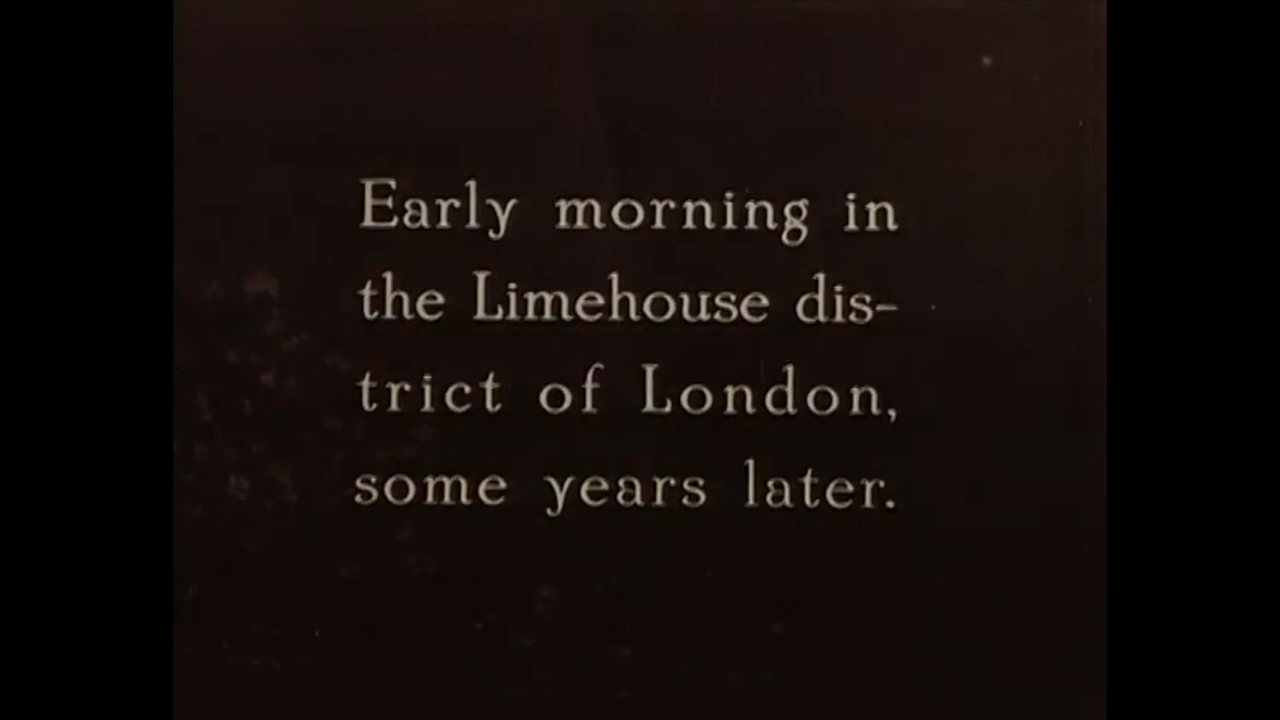 Early morning in
the Limehouse dis-
trict of London,
some years later.